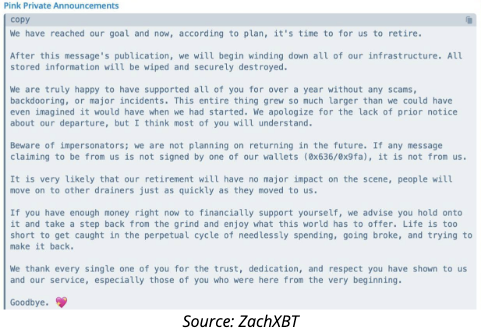 Pink Private Announcements
copy
We have reached our goal and now, according to plan, it's time to for us to retire.
After this message's publication, we will begin winding down all of our infrastructure. All
stored information will be wiped and securely destroyed.
We are truly happy to have supported all of you for over a year without any scams,
backdooring, or major incidents. This entire thing grew so much larger than we could have
even imagined it would have when we had started. We apologize for the lack of prior notice
about our departure, but I think most of you will understand.
Beware of impersonators; we are not planning on returning in the future. If any message
claiming to be from us is not signed by one of our wallets (0x636/0x9fa), it is not from us.
It is very likely that our retirement will have no major impact on the scene, people will
move on to other drainers just as quickly as they moved to us.
If you have enough money right now to financially support yourself, we advise you hold onto
it and take a step back from the grind and enjoy what this world has to offer. Life is too
short to get caught in the perpetual cycle of needlessly spending, going broke, and trying to
make it back.
We thank every single one of you for the trust, dedication, and respect you have shown to us
and our service, especially those of you who were here from the very beginning.
Goodbye. 💖
Source: ZachXBT